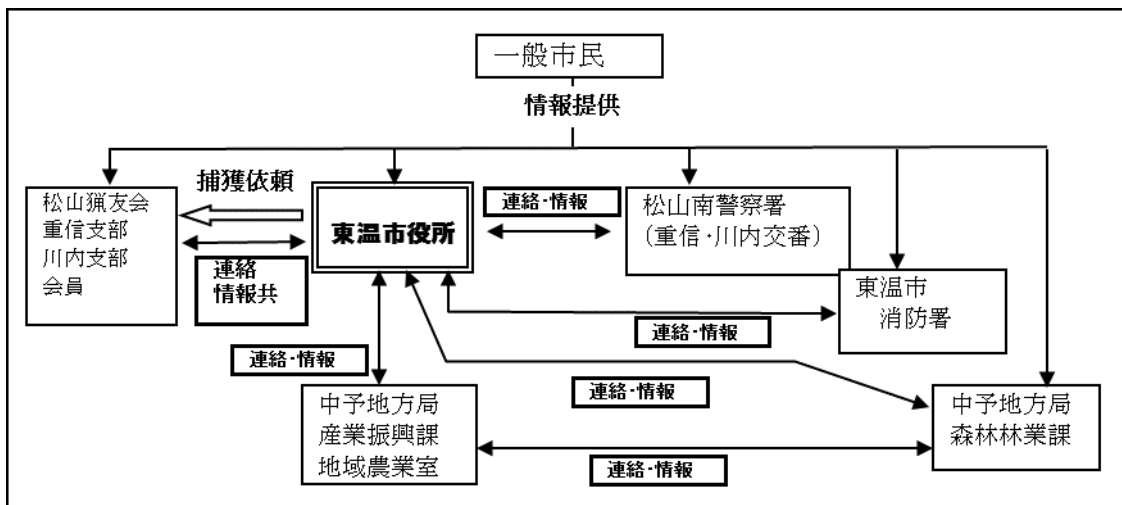 一般市民
情報提供
捕獲依頼
松山猟友会
重信支部
川内支部
会員
東温市役所
連絡・情報
松山南警察署
（重信・川内交番）
連絡
情報共
東温市
消防署
連絡・情報
連絡・情報
連絡・情報
中予地方局
産業振興課
地域農業室
中予地方局
森林林業課
連絡・情報